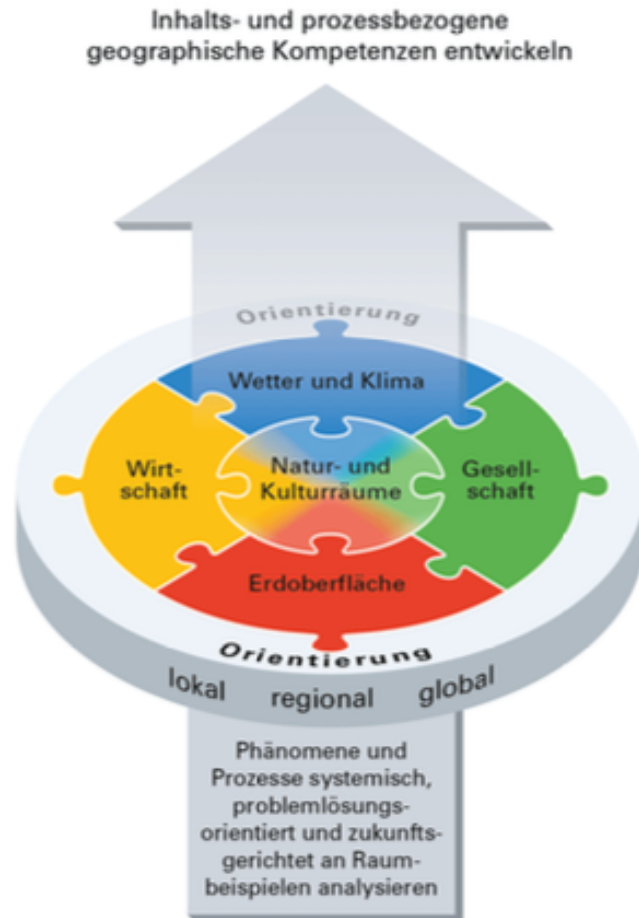 Inhalts- und prozessbezogene
geographische Kompetenzen entwickeln
Orientierung
Wetter und Klima
Wirt-
schaft
Natur- und
Kulturräume
Gesell-
schaft
Erdoberfläche
Orientierung
lokal regional global
Phänomene und
Prozesse systemisch,
problemlösungs-
orientiert und zukunfts-
gerichtet an Raum-
beispielen analysieren